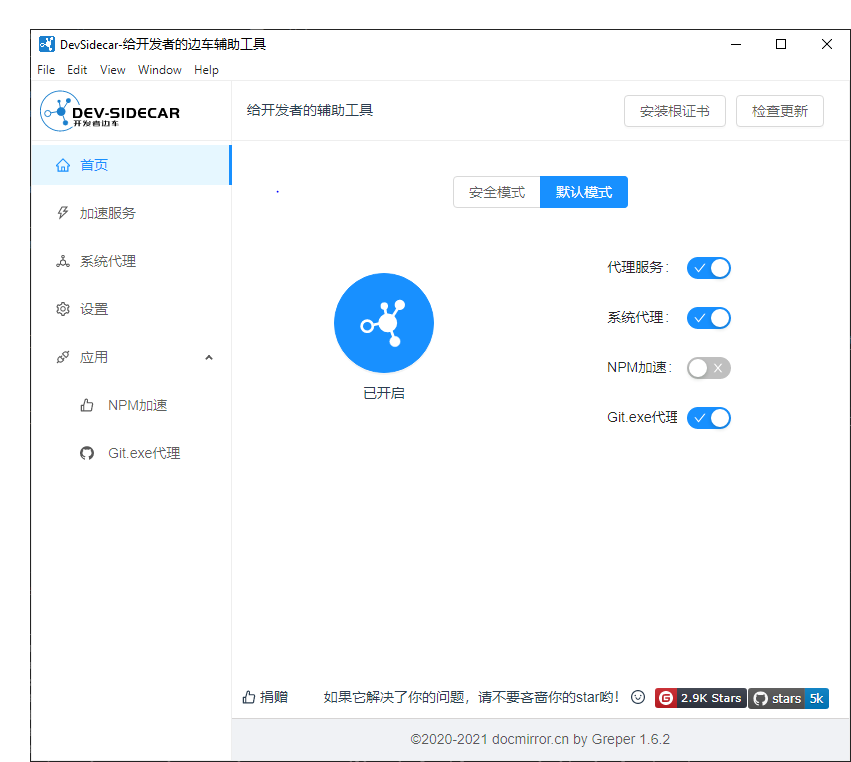 DevSidecar-给开发者的边车辅助工具
File Edit View Window Help
DEV-SIDECAR
开发者边车
给开发者的辅助工具
安装根证书
检查更新
首页
加速服务
系统代理
设置
应用
NPM加速
Git.exe代理
安全模式
默认模式
已开启
代理服务：
系统代理：
NPM加速：
Git.exe代理
捐赠
如果它解决了你的问题，请不要吝啬你的star哟！
2.9K Stars
stars 5k
©2020-2021 docmirror.cn by Greper 1.6.2